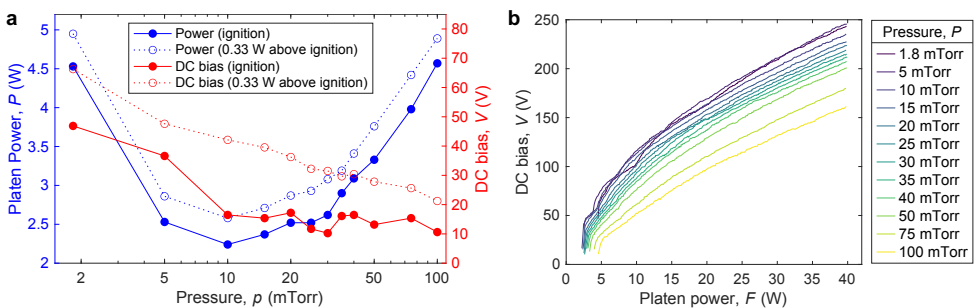 a
Power (ignition)
Power (0.33 W above ignition)
DC bias (ignition)
DC bias (0.33 W above ignition)
Platen Power, P (W)
5
4.5
4
3.5
3
2.5
2
DC bias, V (V)
80
70
60
50
40
30
20
10
0
2 5 10 20 50 100
Pressure, p (mTorr)
b
DC bias, V (V)
250
200
150
100
50
0
0 5 10 15 20 25 30 35 40
Platen power, F (W)
Pressure, P
1.8 mTorr
5 mTorr
10 mTorr
15 mTorr
20 mTorr
25 mTorr
30 mTorr
35 mTorr
40 mTorr
50 mTorr
75 mTorr
100 mTorr